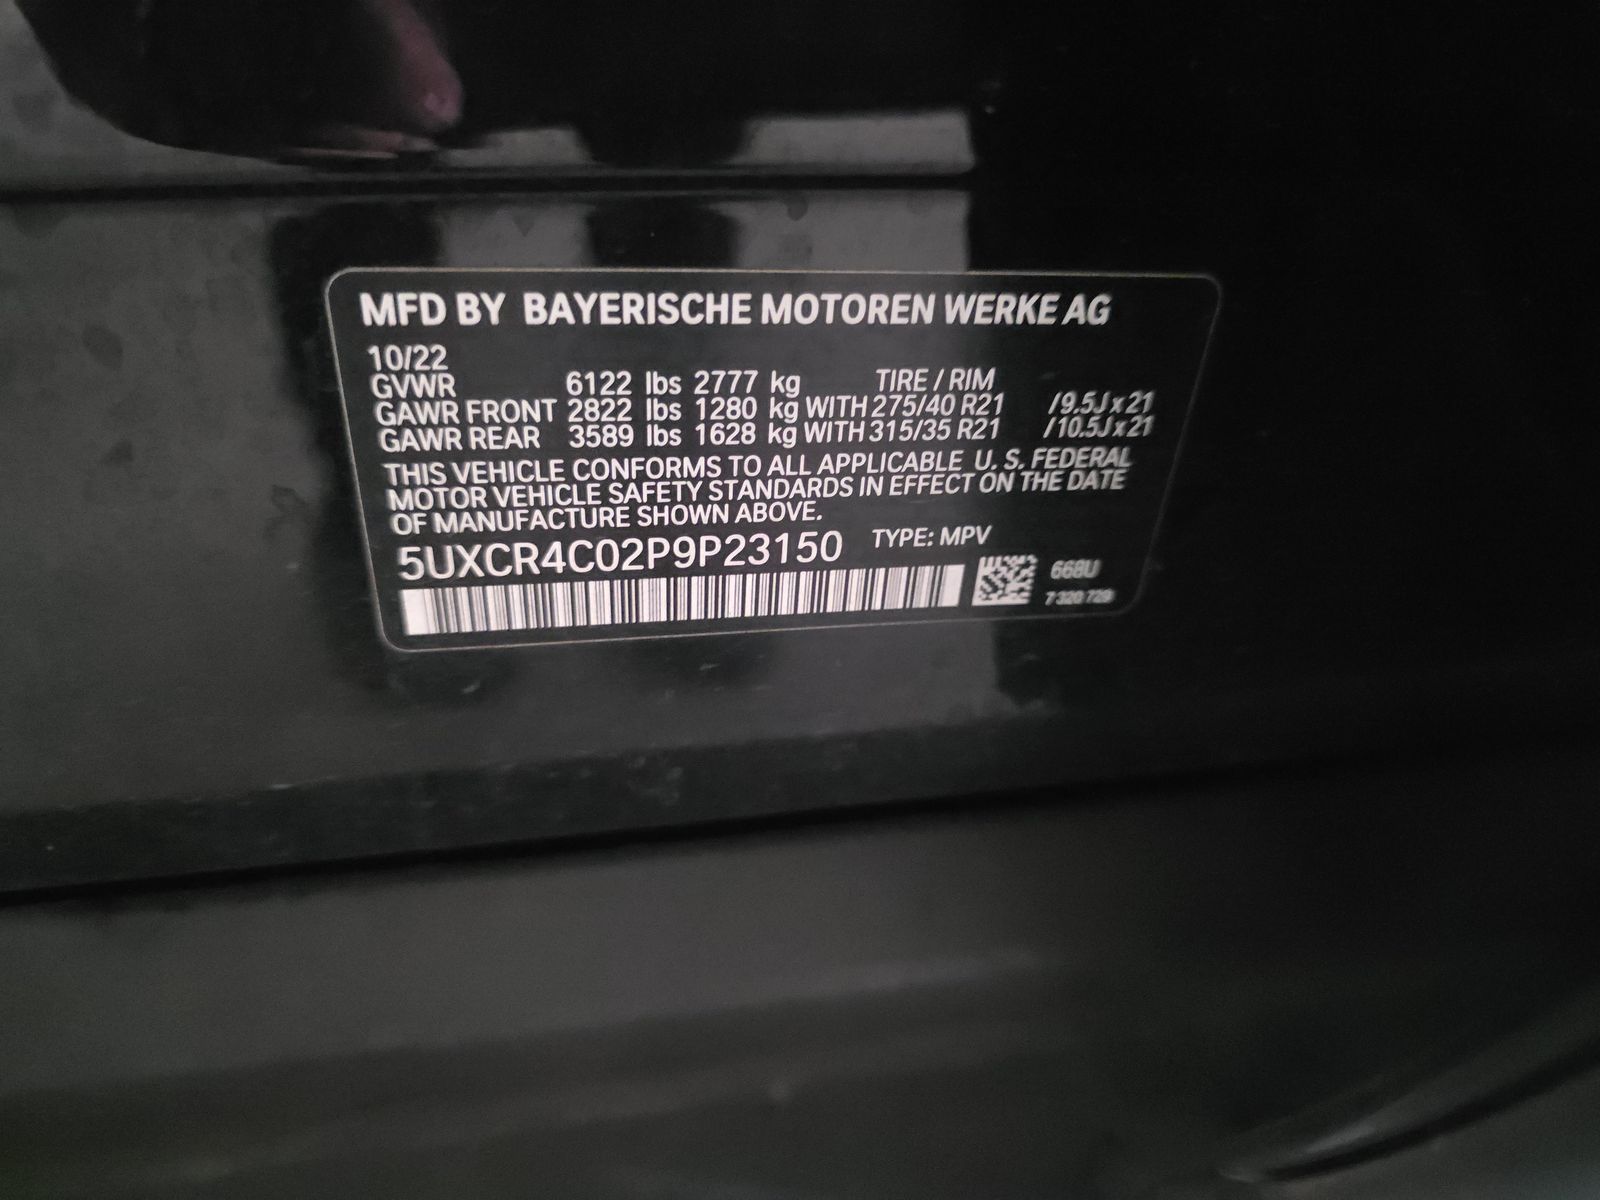 MFD BY BAYERISCHE MOTOREN WERKE AG
10/22
GVWR 6122 lbs 2777 kg TIRE / RIM
GAWR FRONT 2822 lbs 1280 kg WITH 275/40 R21 /9.5J x 21
GAWR REAR 3589 lbs 1628 kg WITH 315/35 R21 /10.5J x 21
THIS VEHICLE CONFORMS TO ALL APPLICABLE U. S. FEDERAL
MOTOR VEHICLE SAFETY STANDARDS IN EFFECT ON THE DATE
OF MANUFACTURE SHOWN ABOVE.
5UXCR4C02P9P23150 TYPE: MPV
668U
7 320 729